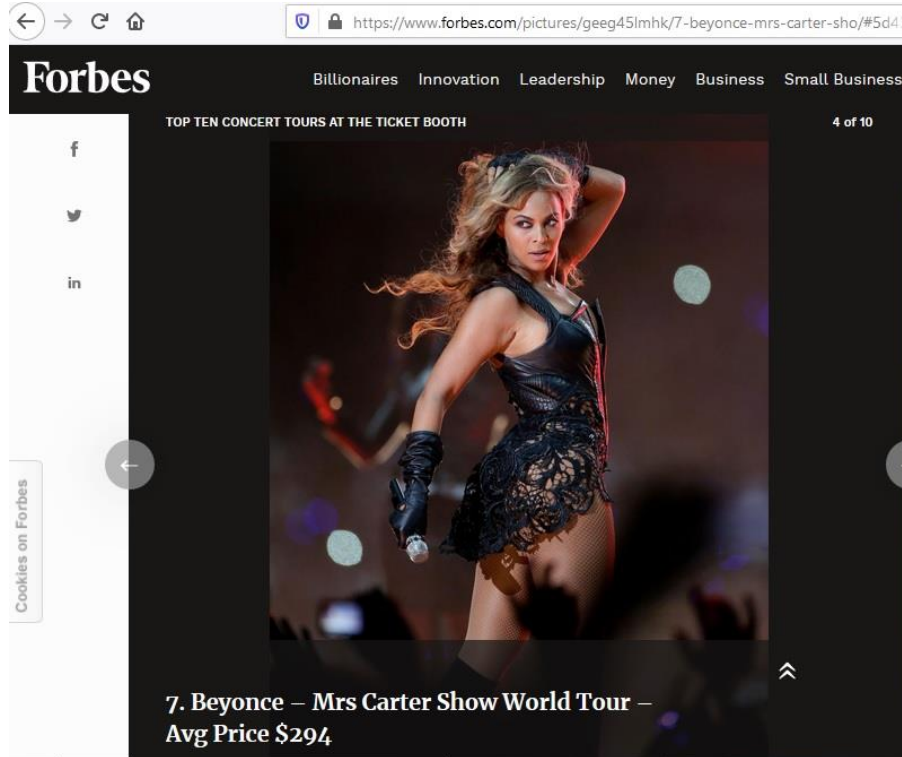 https://www.forbes.com/pictures/geeg45lmhk/7-beyonce-mrs-carter-sho/#5d4
Forbes
Billionaires Innovation Leadership Money Business Small Business
TOP TEN CONCERT TOURS AT THE TICKET BOOTH 4 of 10
f
in
Cookies on Forbes
7. Beyonce – Mrs Carter Show World Tour –
Avg Price $294